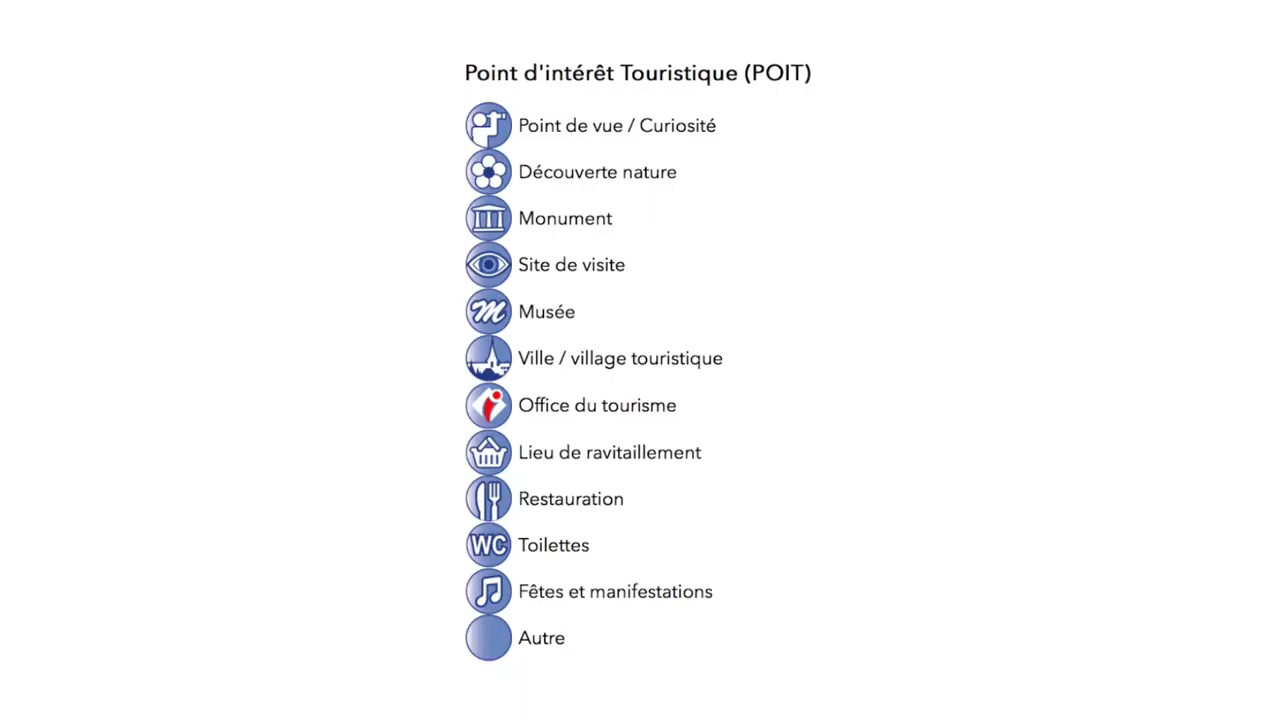 Point d'intérêt Touristique (POIT)
Point de vue / Curiosité
Découverte nature
Monument
Site de visite
m Musée
Ville / village touristique
Office du tourisme
Lieu de ravitaillement
Restauration
WC Toilettes
Fêtes et manifestations
Autre